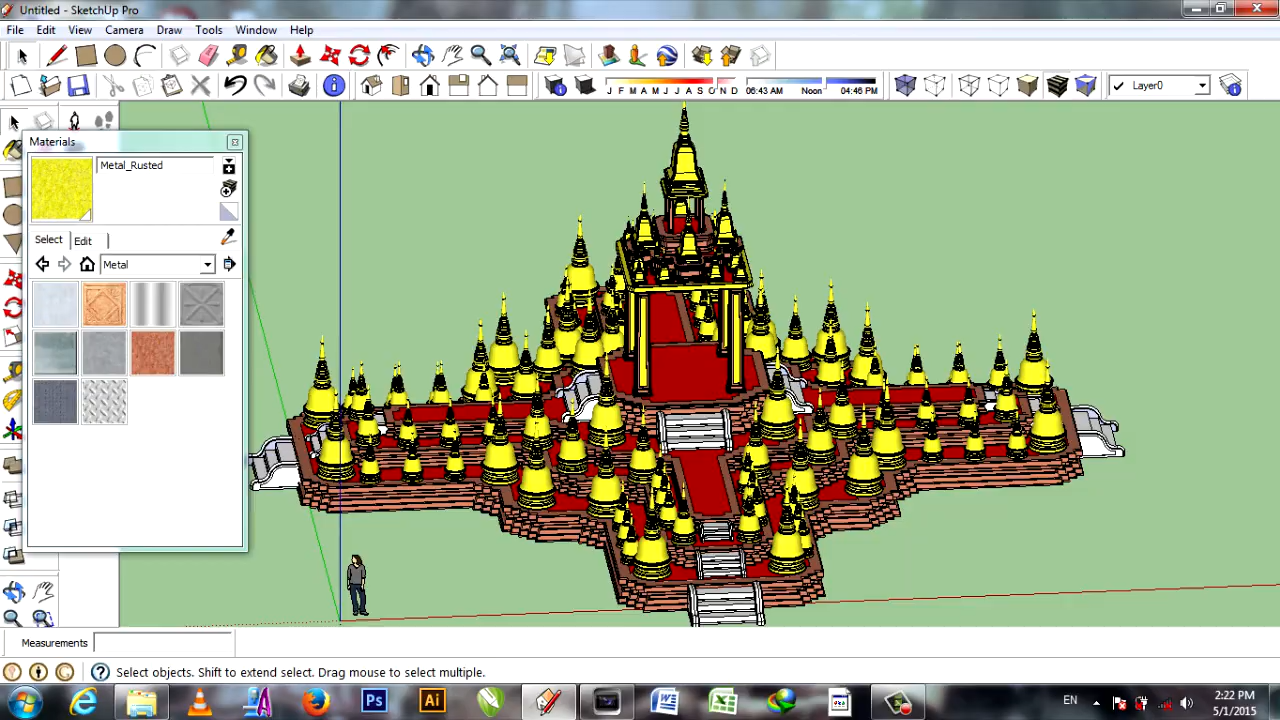 Untitled - SketchUp Pro
File Edit View Camera Draw Tools Window Help
J F M A M J J A S O N D 06:43 AM Noon 04:46 PM
Layer0
Materials
Metal_Rusted
Select Edit
Metal
Measurements
Select objects. Shift to extend select. Drag mouse to select multiple.
Ps Ai
EN
2:22 PM
5/1/2015